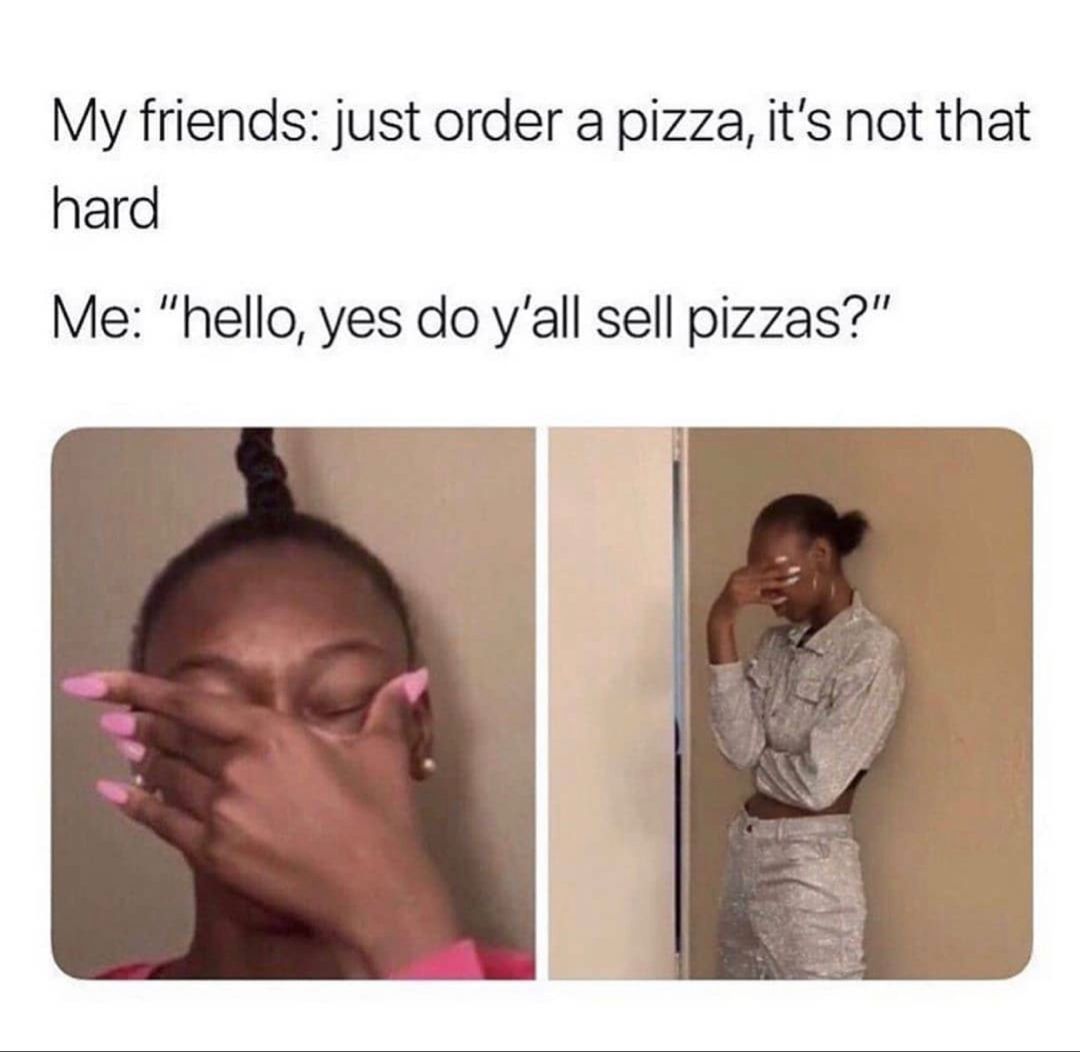 My friends: just order a pizza, it's not that
hard
Me: "hello, yes do y'all sell pizzas?"